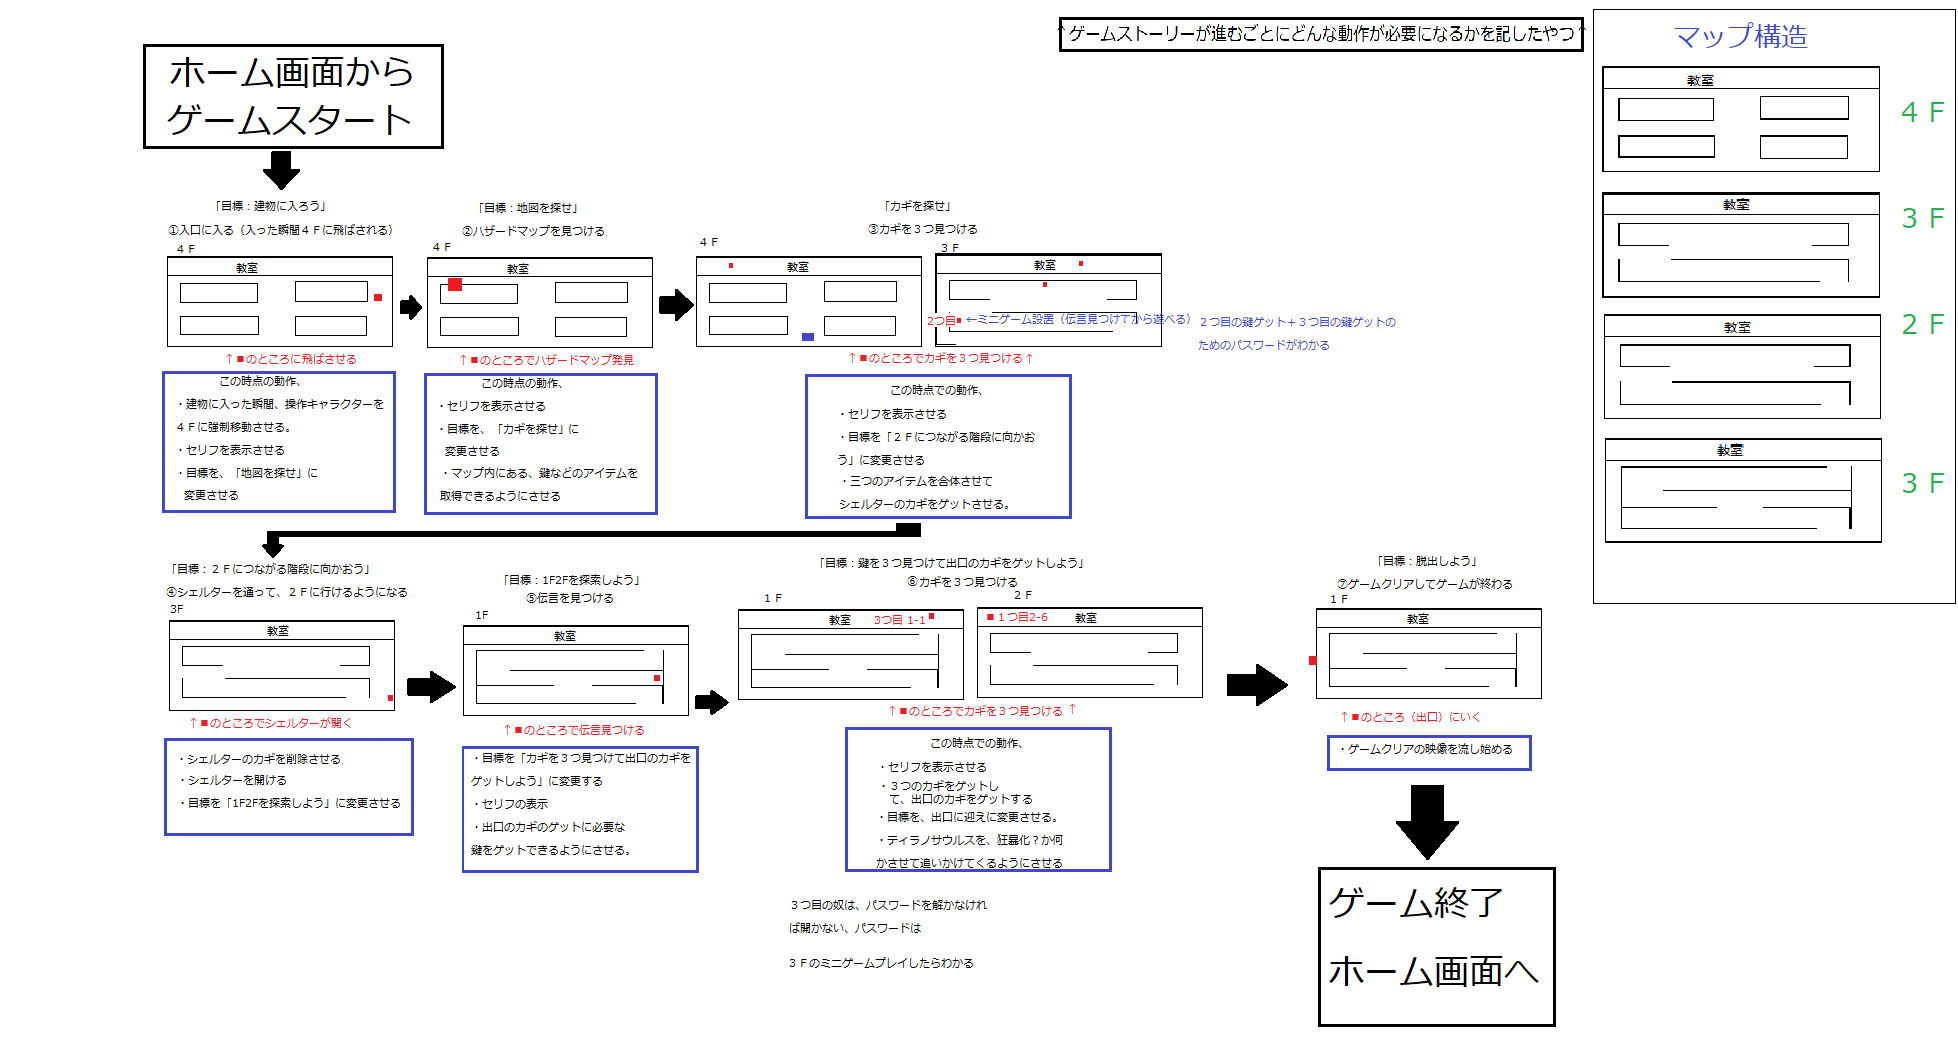 ↑ゲームストーリーが進むごとにどんな動作が必要になるかを記したやつ↑
ホーム画面から
ゲームスタート
「目標：建物に入ろう」
①入口に入る（入った瞬間４Ｆに飛ばされる）
４Ｆ
教室
↑■のところに飛ばさせる
この時点の動作、
・建物に入った瞬間、操作キャラクターを
４Ｆに強制移動させる。
・セリフを表示させる
・目標を、「地図を探せ」に
変更させる
「目標：地図を探せ」
②ハザードマップを見つける
４Ｆ
教室
↑■のところでハザードマップ発見
この時点の動作、
・セリフを表示させる
・目標を、「カギを探せ」に
変更させる
・マップ内にある、鍵などのアイテムを
取得できるようにさせる
「カギを探せ」
③カギを３つ見つける
４Ｆ
教室
３Ｆ
教室
2つ目
←ミニゲーム設置（伝言見つけてから遊べる）
２つ目の鍵ゲット＋３つ目の鍵ゲットの
ためのパスワードがわかる
↑■のところでカギを３つ見つける↑
この時点での動作、
・セリフを表示させる
・目標を「２Ｆにつながる階段に向かお
う」に変更させる
・三つのアイテムを合体させて
シェルターのカギをゲットさせる。
「目標：２Ｆにつながる階段に向かおう」
④シェルターを通って、２Ｆに行けるようになる
3F
教室
↑■のところでシェルターが開く
・シェルターのカギを削除させる
・シェルターを開ける
・目標を「1F2Fを探索しよう」に変更させる
「目標：1F2Fを探索しよう」
⑤伝言を見つける
1F
教室
↑■のところで伝言見つける
・目標を「カギを３つ見つけて出口のカギを
ゲットしよう」に変更する
・セリフの表示
・出口のカギのゲットに必要な
鍵をゲットできるようにさせる。
「目標：鍵を３つ見つけて出口のカギをゲットしよう」
⑥カギを３つ見つける
１Ｆ
教室
3つ目 1-1
２Ｆ
１つ目2-6
教室
↑■のところでカギを３つ見つける ↑
この時点での動作、
・セリフを表示させる
・３つのカギをゲットし
て、出口のカギをゲットする
・目標を、出口に迎えに変更させる。
・ティラノサウルスを、狂暴化？か何
かさせて追いかけてくるようにさせる
３つ目の奴は、パスワードを解かなけれ
ば開かない、パスワードは
３Ｆのミニゲームプレイしたらわかる
「目標：脱出しよう」
⑦ゲームクリアしてゲームが終わる
１Ｆ
教室
↑■のところ（出口）にいく
・ゲームクリアの映像を流し始める
ゲーム終了
ホーム画面へ
マップ構造
教室
４Ｆ
教室
３Ｆ
教室
２Ｆ
教室
３Ｆ